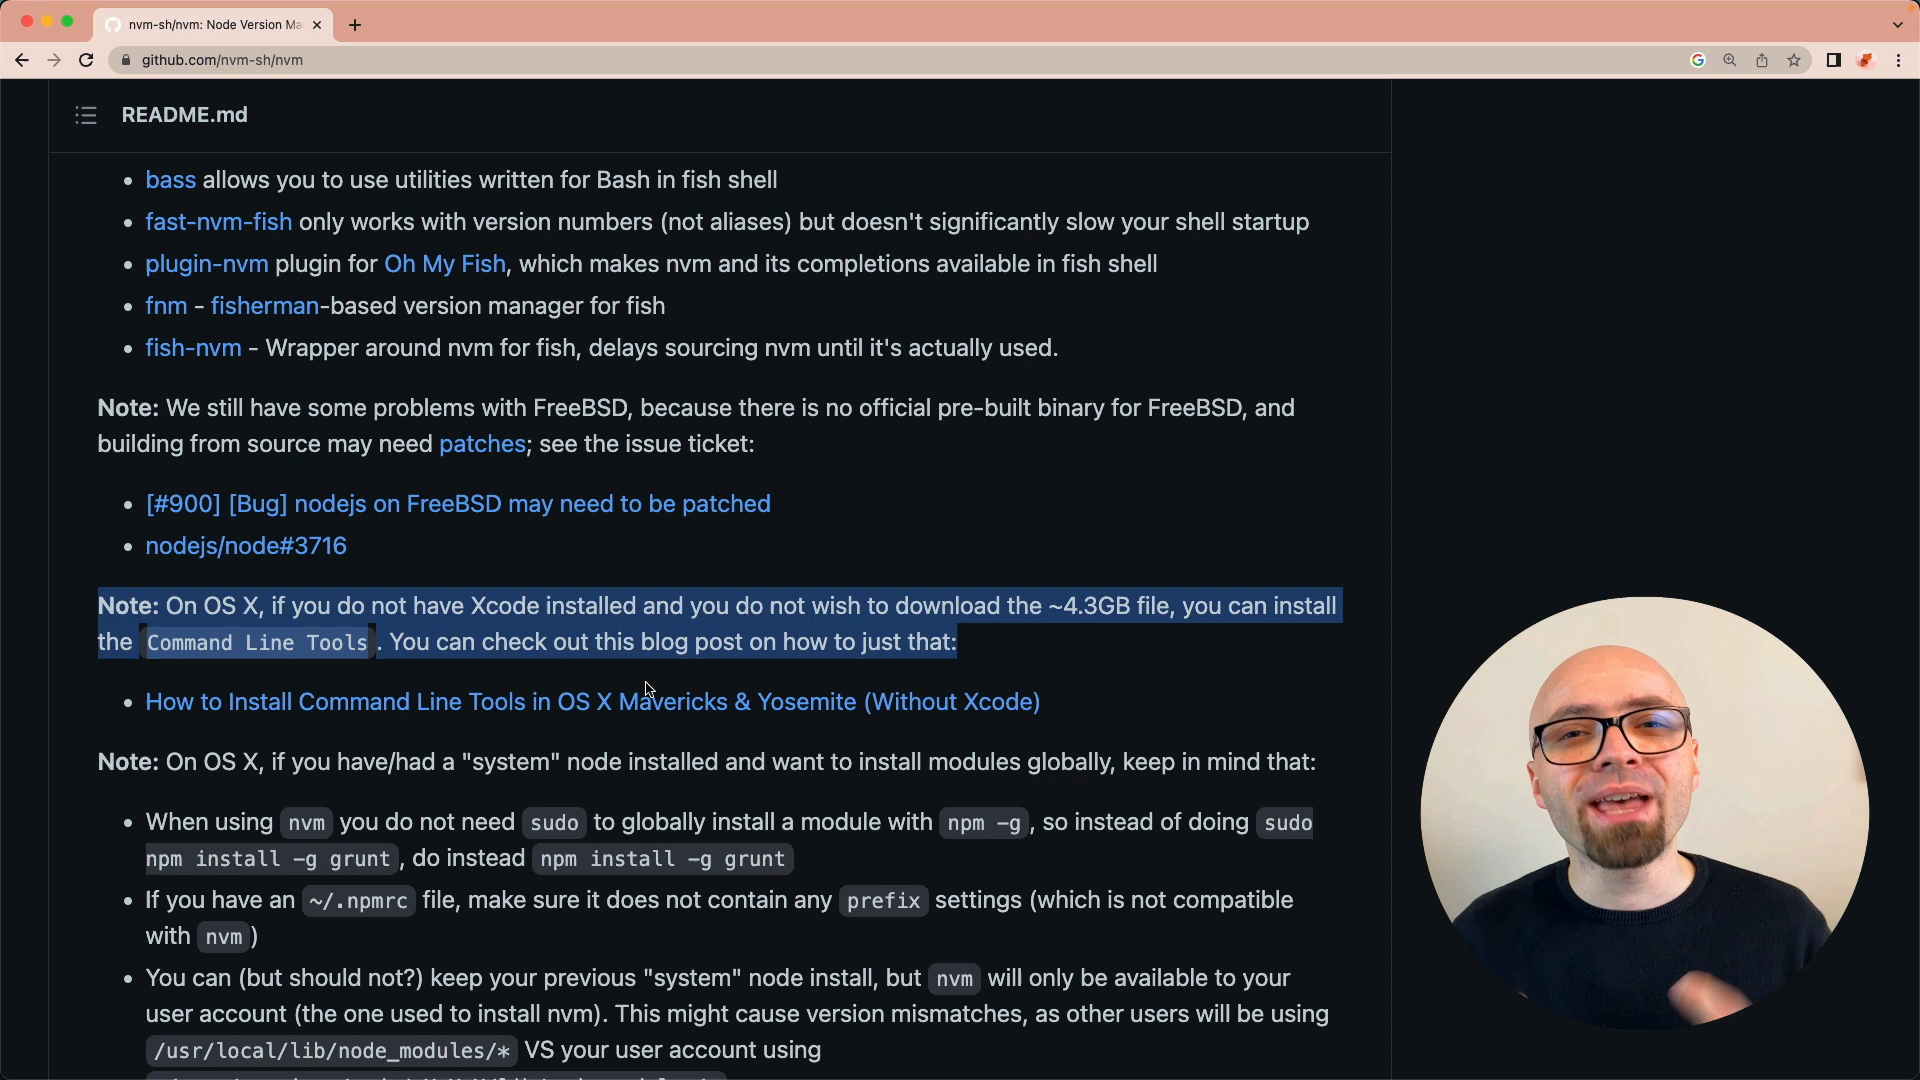 nvm-sh/nvm: Node Version Ma
github.com/nvm-sh/nvm
README.md
• bass allows you to use utilities written for Bash in fish shell
• fast-nvm-fish only works with version numbers (not aliases) but doesn't significantly slow your shell startup
• plugin-nvm plugin for Oh My Fish, which makes nvm and its completions available in fish shell
• fnm - fisherman-based version manager for fish
• fish-nvm - Wrapper around nvm for fish, delays sourcing nvm until it's actually used.
Note: We still have some problems with FreeBSD, because there is no official pre-built binary for FreeBSD, and
building from source may need patches; see the issue ticket:
• [#900] [Bug] nodejs on FreeBSD may need to be patched
• nodejs/node#3716
Note: On OS X, if you do not have Xcode installed and you do not wish to download the ~4.3GB file, you can install
the Command Line Tools. You can check out this blog post on how to just that:
• How to Install Command Line Tools in OS X Mavericks & Yosemite (Without Xcode)
Note: On OS X, if you have/had a "system" node installed and want to install modules globally, keep in mind that:
• When using nvm you do not need sudo to globally install a module with npm -g, so instead of doing sudo
npm install -g grunt, do instead npm install -g grunt
• If you have an ~/.npmrc file, make sure it does not contain any prefix settings (which is not compatible
with nvm)
• You can (but should not?) keep your previous "system" node install, but nvm will only be available to your
user account (the one used to install nvm). This might cause version mismatches, as other users will be using
/usr/local/lib/node_modules/* VS your user account using